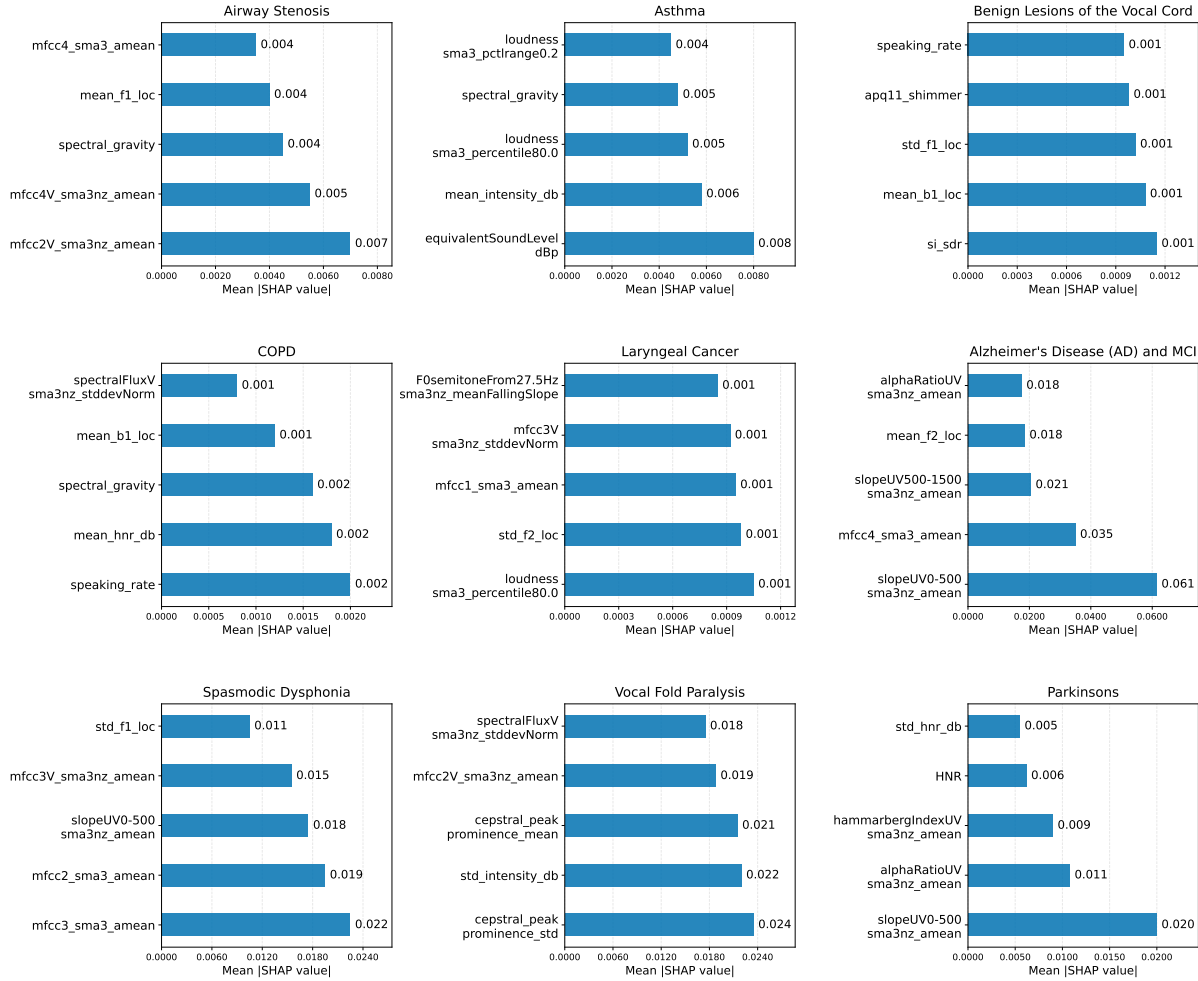 Airway Stenosis
mfcc4_sma3_amean
0.004
mean_f1_loc
0.004
spectral_gravity
0.004
mfcc4V_sma3nz_amean
0.005
mfcc2V_sma3nz_amean
0.007
0.0000 0.0020 0.0040 0.0060 0.0080
Mean |SHAP value|
Asthma
loudness
sma3_pctlrange0.2
0.004
spectral_gravity
0.005
loudness
sma3_percentile80.0
0.005
mean_intensity_db
0.006
equivalentSoundLevel
dBp
0.008
0.0000 0.0020 0.0040 0.0060 0.0080
Mean |SHAP value|
Benign Lesions of the Vocal Cord
speaking_rate
0.001
apq11_shimmer
0.001
std_f1_loc
0.001
mean_b1_loc
0.001
si_sdr
0.001
0.0000 0.0003 0.0006 0.0009 0.0012
Mean |SHAP value|
COPD
spectralFluxV
sma3nz_stddevNorm
0.001
mean_b1_loc
0.001
spectral_gravity
0.002
mean_hnr_db
0.002
speaking_rate
0.002
0.0000 0.0005 0.0010 0.0015 0.0020
Mean |SHAP value|
Laryngeal Cancer
F0semitoneFrom27.5Hz
sma3nz_meanFallingSlope
0.001
mfcc3V
sma3nz_stddevNorm
0.001
mfcc1_sma3_amean
0.001
std_f2_loc
0.001
loudness
sma3_percentile80.0
0.001
0.0000 0.0003 0.0006 0.0009 0.0012
Mean |SHAP value|
Alzheimer's Disease (AD) and MCI
alphaRatioUV
sma3nz_amean
0.018
mean_f2_loc
0.018
slopeUV500-1500
sma3nz_amean
0.021
mfcc4_sma3_amean
0.035
slopeUV0-500
sma3nz_amean
0.061
0.0000 0.0200 0.0400 0.0600
Mean |SHAP value|
Spasmodic Dysphonia
std_f1_loc
0.011
mfcc3V_sma3nz_amean
0.015
slopeUV0-500
sma3nz_amean
0.018
mfcc2_sma3_amean
0.019
mfcc3_sma3_amean
0.022
0.0000 0.0060 0.0120 0.0180 0.0240
Mean |SHAP value|
Vocal Fold Paralysis
spectralFluxV
sma3nz_stddevNorm
0.018
mfcc2V_sma3nz_amean
0.019
cepstral_peak
prominence_mean
0.021
std_intensity_db
0.022
cepstral_peak
prominence_std
0.024
0.0000 0.0060 0.0120 0.0180 0.0240
Mean |SHAP value|
Parkinsons
std_hnr_db
0.005
HNR
0.006
hammarbergIndexUV
sma3nz_amean
0.009
alphaRatioUV
sma3nz_amean
0.011
slopeUV0-500
sma3nz_amean
0.020
0.0000 0.0050 0.0100 0.0150 0.0200
Mean |SHAP value|